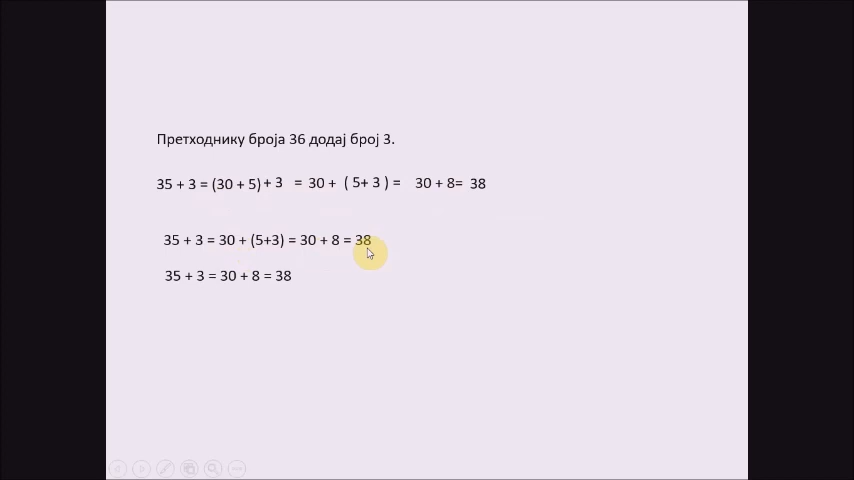 Претходнику броја 36 додај број 3.
35 + 3 = (30 + 5) + 3 = 30 + ( 5+ 3 ) = 30 + 8= 38
35 + 3 = 30 + (5+3) = 30 + 8 = 38
35 + 3 = 30 + 8 = 38